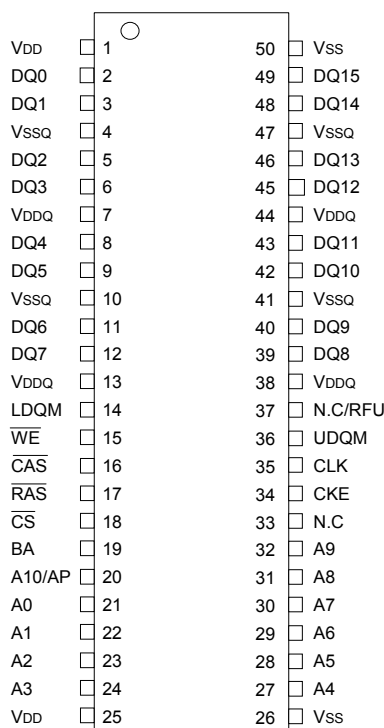 VDD 1 50 VSS
DQ0 2 49 DQ15
DQ1 3 48 DQ14
VSSQ 4 47 VSSQ
DQ2 5 46 DQ13
DQ3 6 45 DQ12
VDDQ 7 44 VDDQ
DQ4 8 43 DQ11
DQ5 9 42 DQ10
VSSQ 10 41 VSSQ
DQ6 11 40 DQ9
DQ7 12 39 DQ8
VDDQ 13 38 VDDQ
LDQM 14 37 N.C/RFU
W̅E̅ 15 36 UDQM
C̅A̅S̅ 16 35 CLK
R̅A̅S̅ 17 34 CKE
C̅S̅ 18 33 N.C
BA 19 32 A9
A10/AP 20 31 A8
A0 21 30 A7
A1 22 29 A6
A2 23 28 A5
A3 24 27 A4
VDD 25 26 VSS